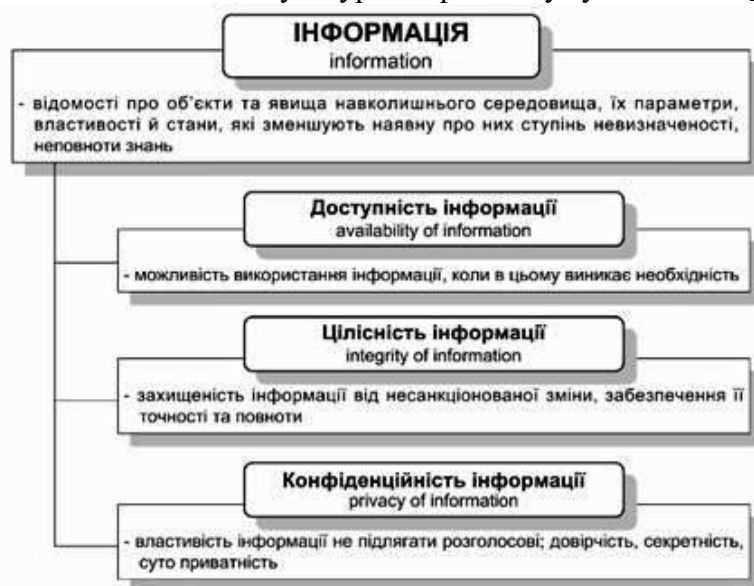 ІНФОРМАЦІЯ
information
- відомості про об'єкти та явища навколишнього середовища, їх параметри,
властивості й стани, які зменшують наявну про них ступінь невизначеності,
неповноти знань
Доступність інформації
availability of information
- можливість використання інформації, коли в цьому виникає необхідність
Цілісність інформації
integrity of information
- захищеність інформації від несанкціонованої зміни, забезпечення її
точності та повноти
Конфіденційність інформації
privacy of information
- властивість інформації не підлягати розголосові; довірчість, секретність,
суто приватність